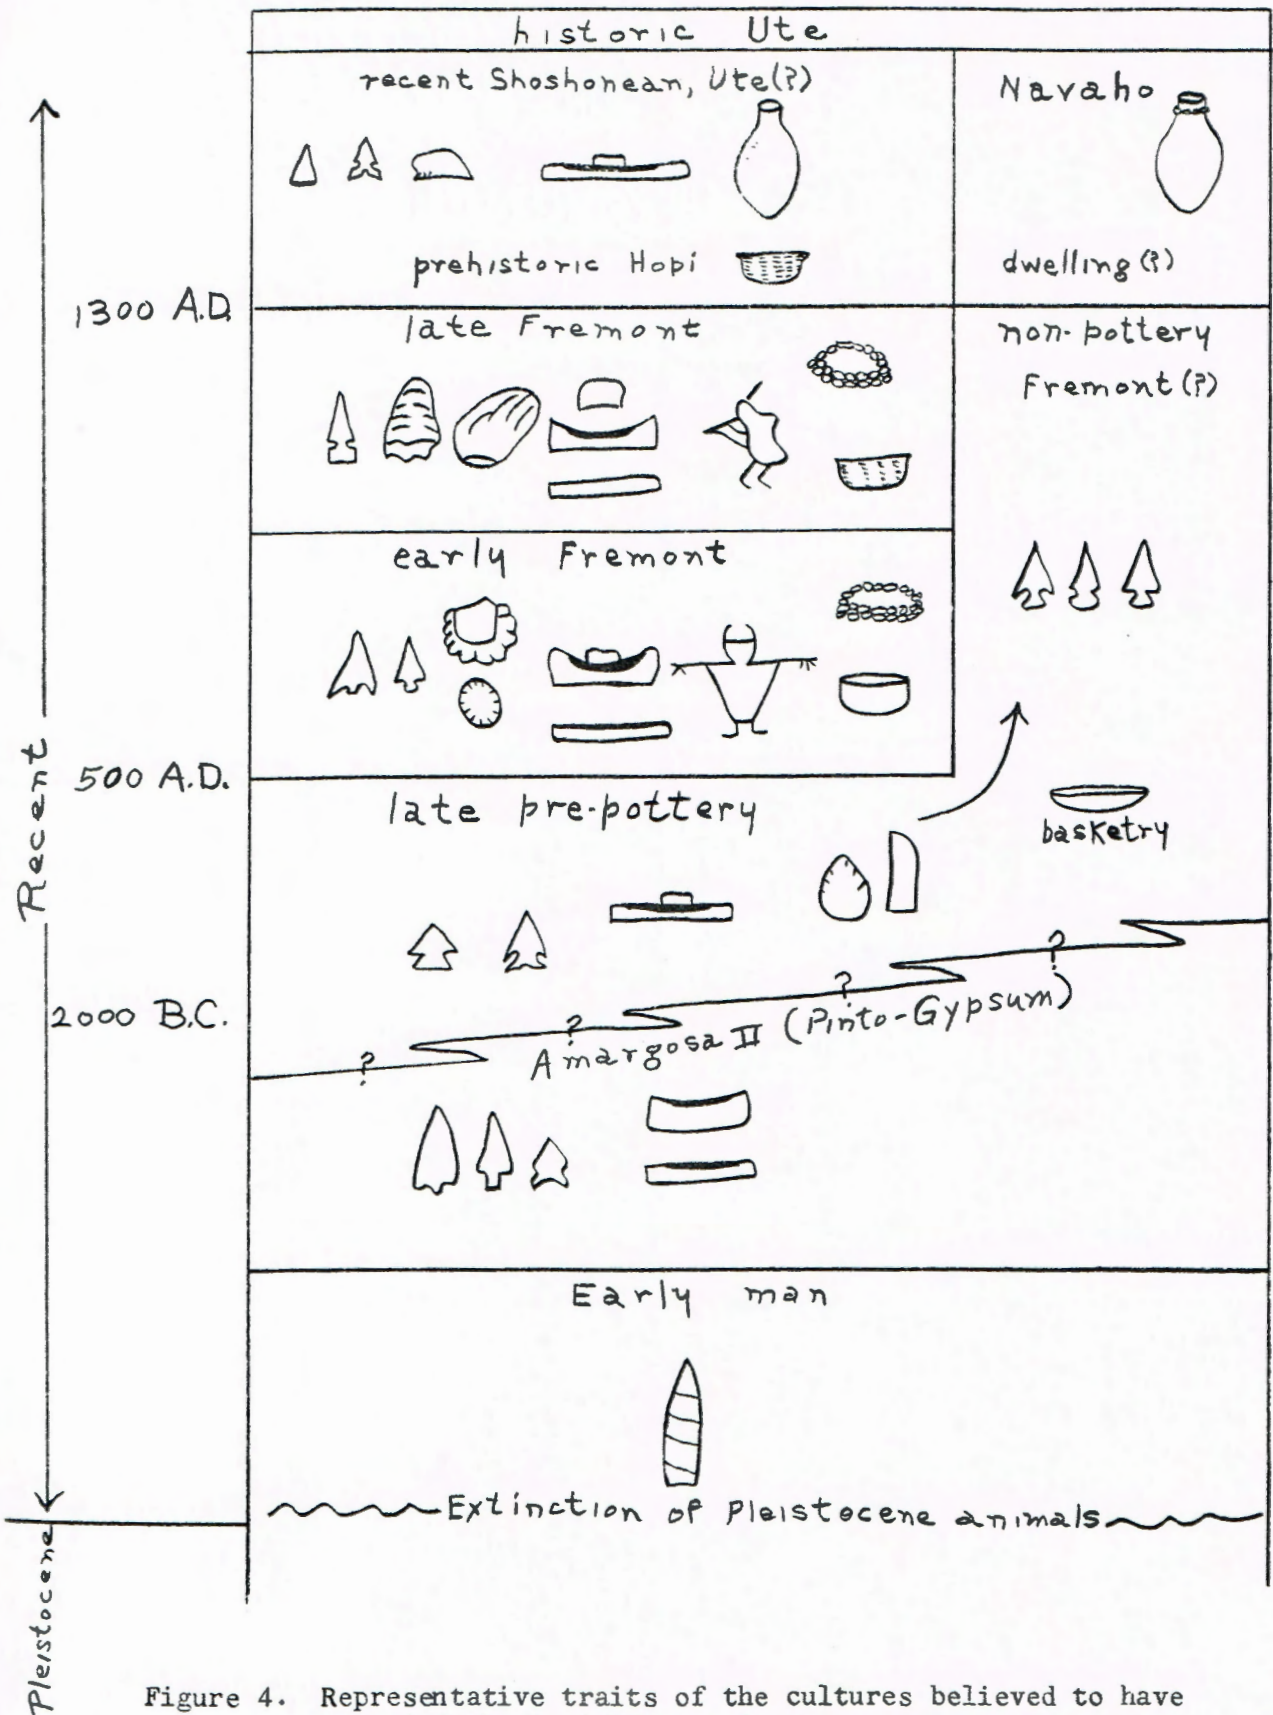 historic Ute
recent Shoshonean, Ute(?)
Navaho
prehistoric Hopi
dwelling (?)
1300 A.D.
late Fremont
non-pottery
Fremont (?)
early Fremont
Recent
500 A.D.
late pre-pottery
basketry
?
?
2000 B.C.
?
?
Amargosa II (Pinto-Gypsum)
Early man
Extinction of Pleistocene animals
Pleistocene
Figure 4. Representative traits of the cultures believed to have